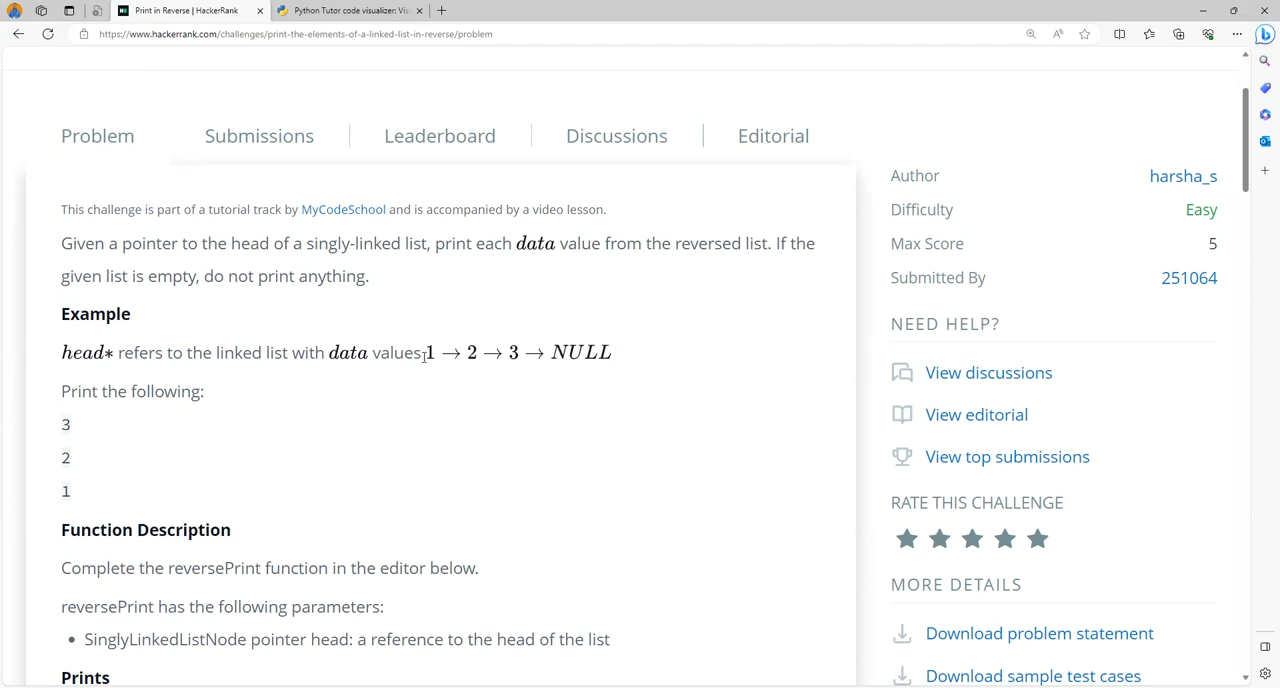 Print in Reverse | HackerRank
Python Tutor code visualizer: Vis
https://www.hackerrank.com/challenges/print-the-elements-of-a-linked-list-in-reverse/problem
Problem
Submissions
Leaderboard
Discussions
Editorial
This challenge is part of a tutorial track by MyCodeSchool and is accompanied by a video lesson.
Given a pointer to the head of a singly-linked list, print each data value from the reversed list. If the
given list is empty, do not print anything.
Example
head* refers to the linked list with data values 1 → 2 → 3 → NULL
Print the following:
3
2
1
Function Description
Complete the reversePrint function in the editor below.
reversePrint has the following parameters:
• SinglyLinkedListNode pointer head: a reference to the head of the list
Prints
Author harsha_s
Difficulty Easy
Max Score 5
Submitted By 251064
NEED HELP?
View discussions
View editorial
View top submissions
RATE THIS CHALLENGE
MORE DETAILS
Download problem statement
Download sample test cases